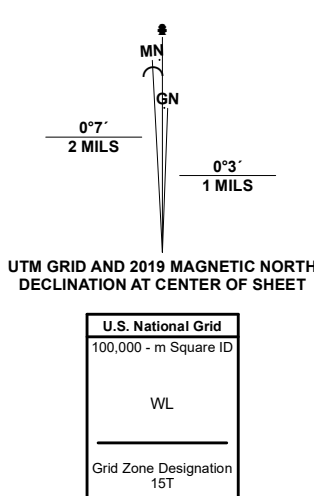 MN
GN
0°7´
2 MILS
0°3´
1 MILS
UTM GRID AND 2019 MAGNETIC NORTH
DECLINATION AT CENTER OF SHEET
U.S. National Grid
100,000 - m Square ID
WL
Grid Zone Designation
15T